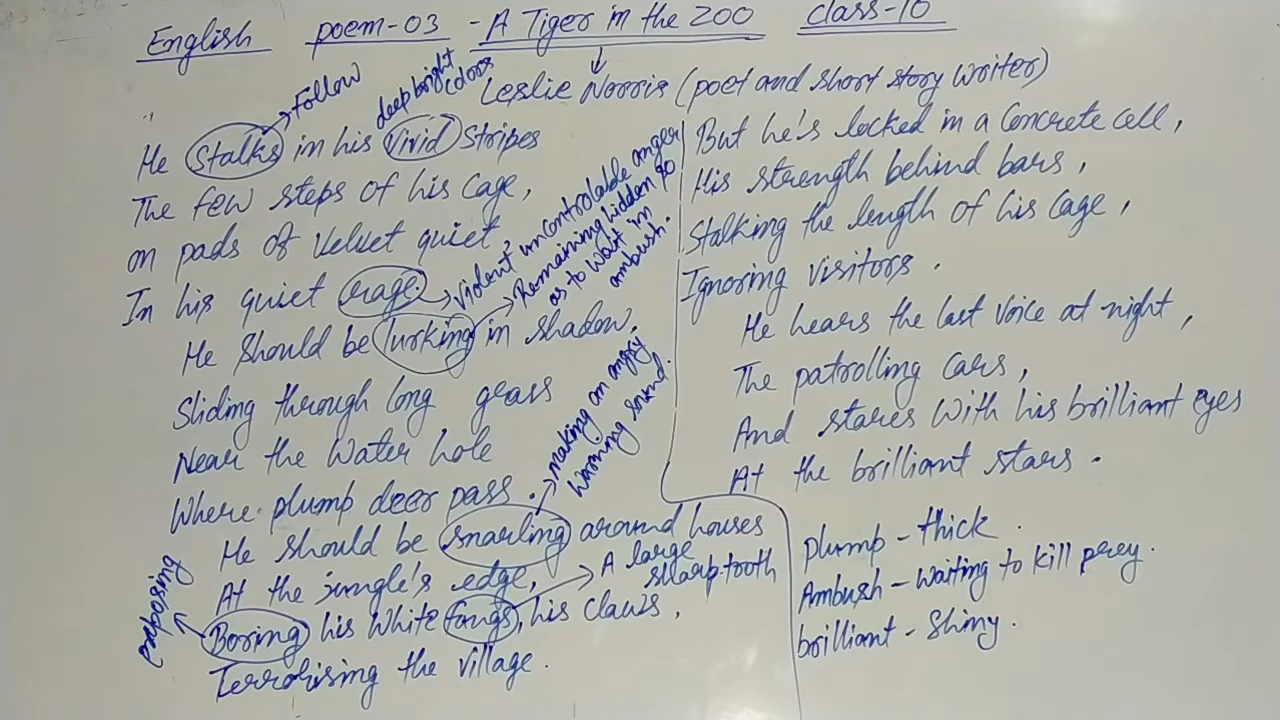 English poem-03 - A Tiger in the Zoo class-10
Leslie Norris (poet and short story writer)
He Stalks in his Vivid Stripes
Follow
deep bright
colors
The few steps of his cage,
on pads of velvet quiet,
In his quiet rage.
Violent uncontrolable anger
He should be lurking in shadow,
Remaining hidden so
as to wait in
ambush.
Sliding through long grass
Near the water hole
Where plump deer pass.
He should be snarling around houses
making an angry
warning sound.
At the jungle's edge,
Boring his white fangs, his claws,
A large
sharp tooth
Terrorising the village.
But he's locked in a concrete cell,
His strength behind bars,
Stalking the length of his cage,
Ignoring visitors.
He hears the last voice at night,
The patrolling cars,
And stares with his brilliant eyes
At the brilliant stars.
plump - thick
Ambush - waiting to kill prey.
brilliant - Shiny.